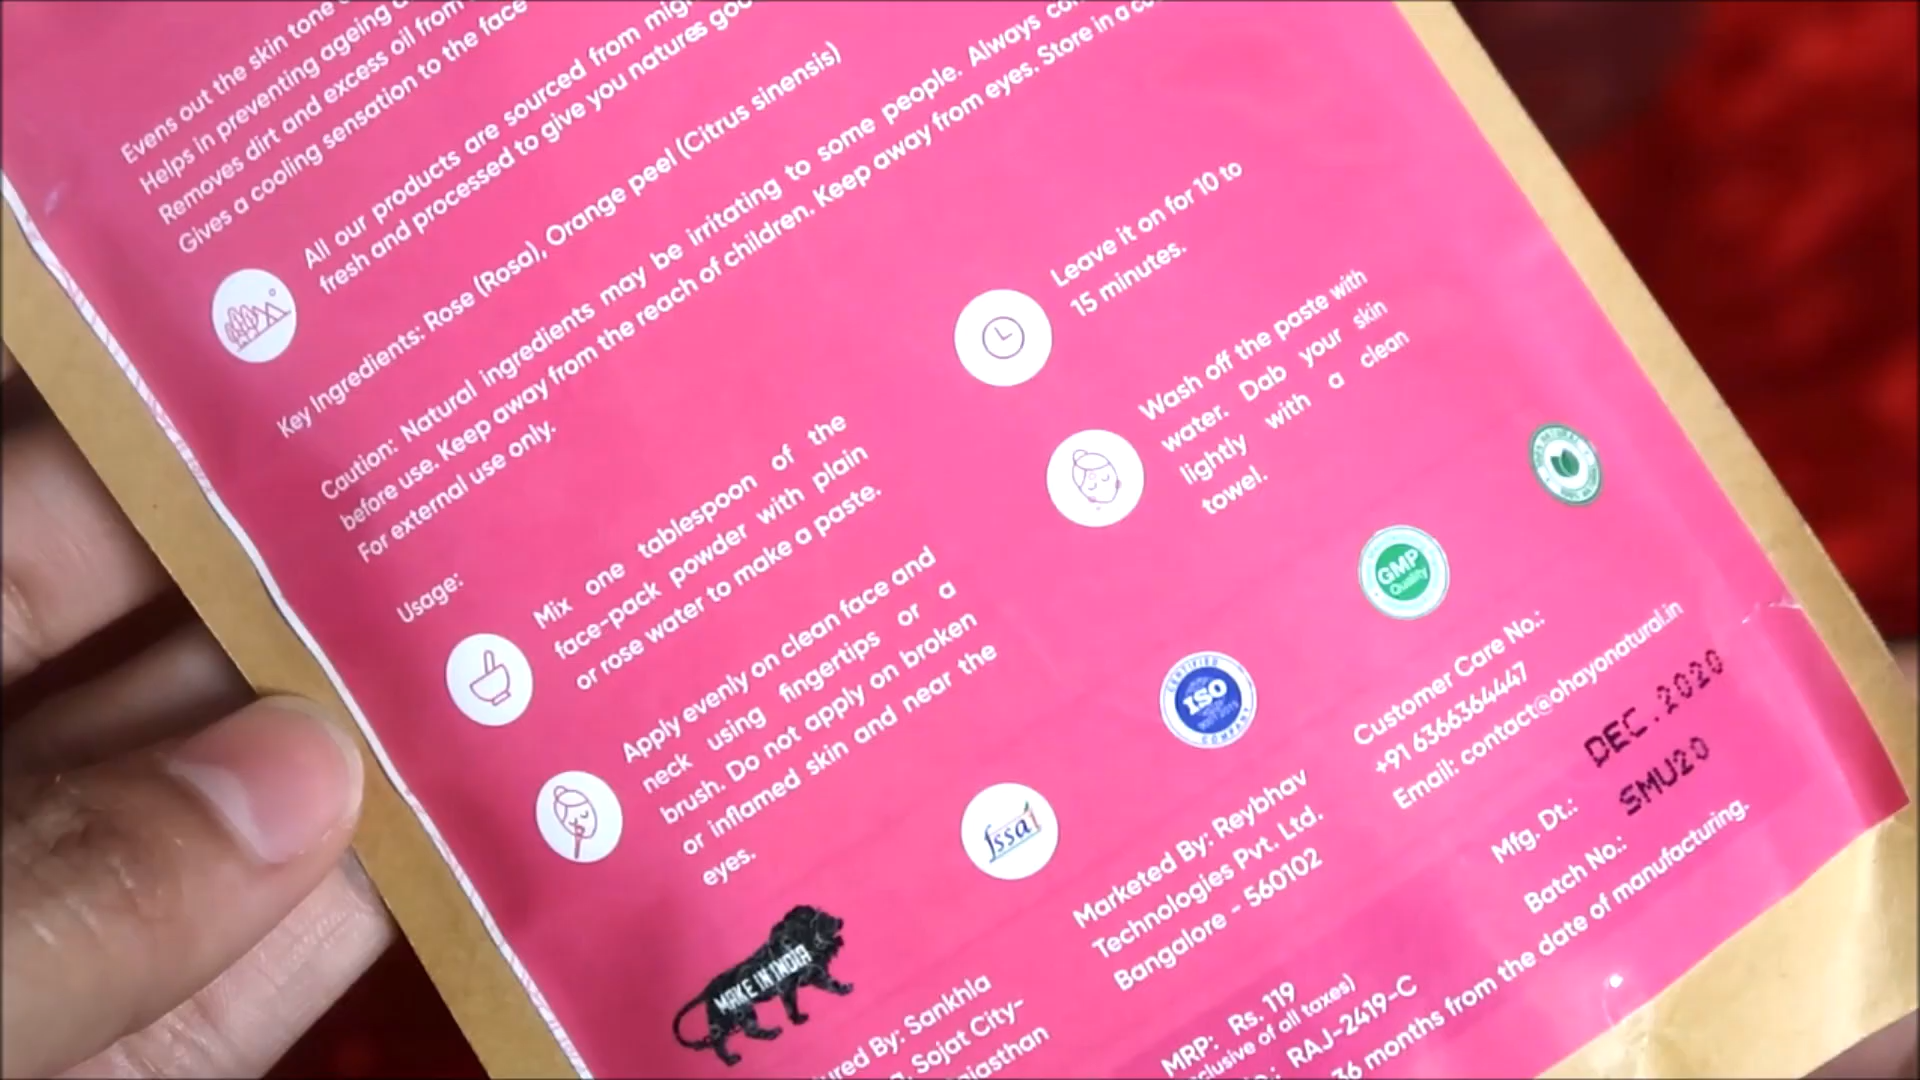 Evens out the skin tone
Helps in preventing ageing
Removes dirt and excess oil from
Gives a cooling sensation to the face
All our products are sourced from
fresh and processed to give you natures
Key Ingredients: Rose (Rosa), Orange peel (Citrus sinensis)
Caution: Natural ingredients may be irritating to some people. Always
before use. Keep away from the reach of children. Keep away from eyes. Store in a
For external use only.
Usage:
Mix one tablespoon of the
face-pack powder with plain
or rose water to make a paste.
Apply evenly on clean face and
neck using fingertips or a
brush. Do not apply on broken
or inflamed skin and near the
eyes.
Leave it on for 10 to
15 minutes.
Wash off the paste with
water. Dab your skin
lightly with a clean
towel.
GMP
Quality
CERTIFIED
ISO
COMPANY
fssai
MAKE IN INDIA
Marketed By: Reybhav
Technologies Pvt. Ltd.
Bangalore - 560102
Customer Care No.:
+91 6366364447
Email: contact@ohayonatural.in
Mfg. Dt.: DEC.2020
Batch No.: SMU20
By: Sankhla
Sojat City-
MRP: Rs. 119
of all taxes)
RAJ-2419-C
36 months from the date of manufacturing.